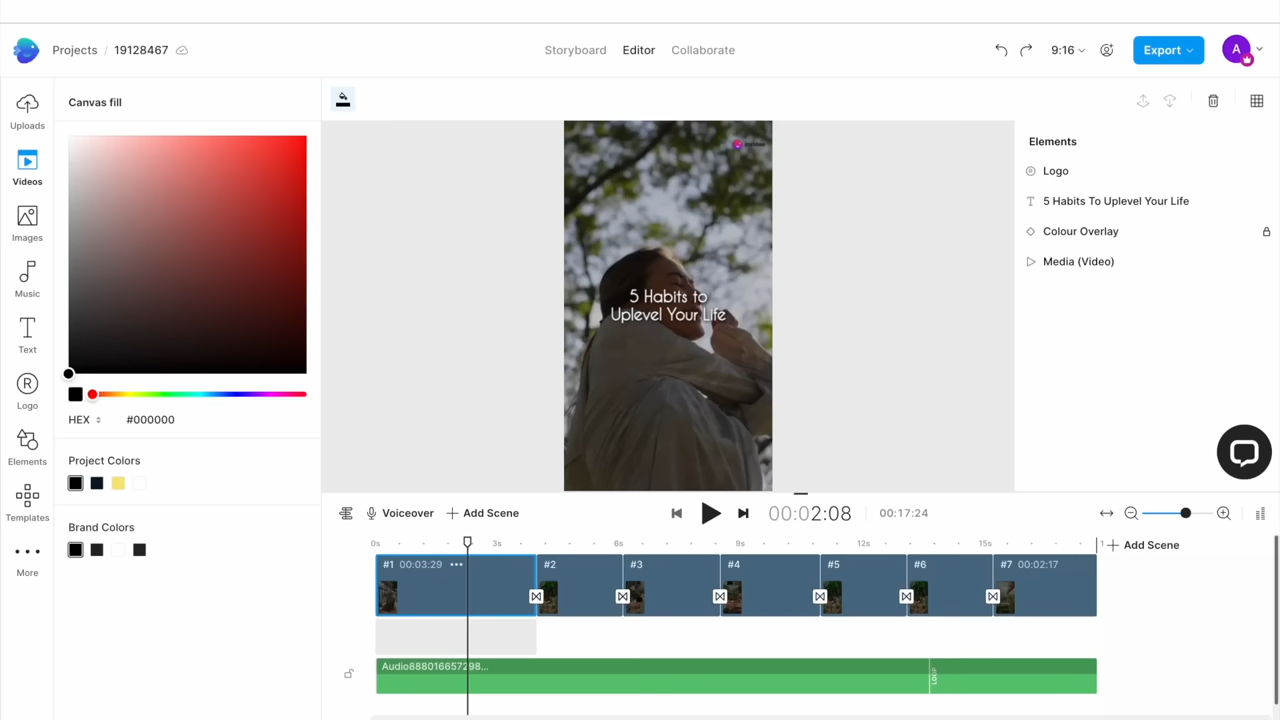 Projects / 19128467
Storyboard Editor Collaborate
9:16
Export
A
Uploads
Videos
Images
Music
Text
Logo
Elements
Templates
More
Canvas fill
HEX #000000
Project Colors
Brand Colors
5 Habits to
Uplevel Your Life
Elements
Logo
5 Habits To Uplevel Your Life
Colour Overlay
Media (Video)
Voiceover + Add Scene
00:02:08 00:17:24
0s 3s 6s 9s 12s 15s 1
+ Add Scene
#1 00:03:29 ••• #2 #3 #4 #5 #6 #7 00:02:17
Audio888016657298...
LOOP